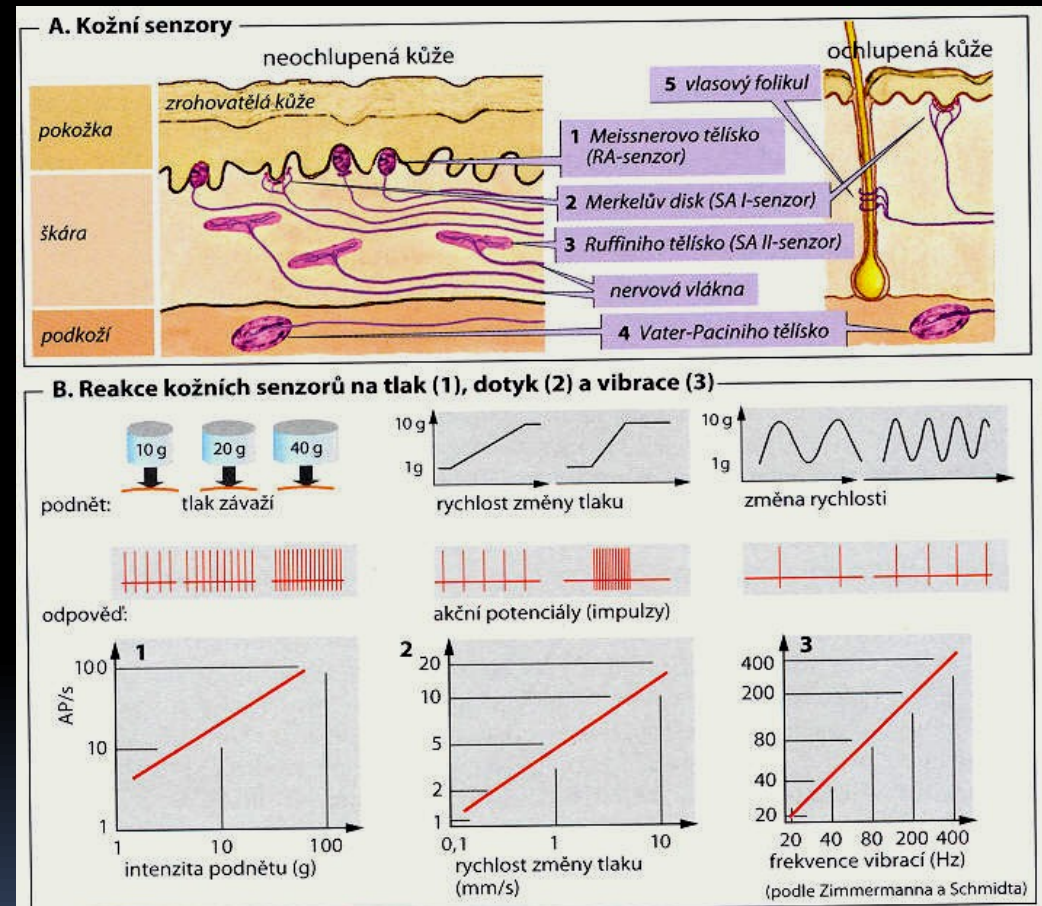 A. Kožní senzory
neochlupená kůže
ochlupená kůže
zrohovatělá kůže
pokožka
škára
podkoží
5 vlasový folikul
1 Meissnerovo tělísko
(RA-senzor)
2 Merkelův disk (SA I-senzor)
3 Ruffiniho tělísko (SA II-senzor)
nervová vlákna
4 Vater-Paciniho tělísko
B. Reakce kožních senzorů na tlak (1), dotyk (2) a vibrace (3)
10 g
20 g
40 g
podnět:
tlak závaží
10 g
1g
rychlost změny tlaku
10 g
1g
změna rychlosti
odpověď:
akční potenciály (impulzy)
1
AP/s
100
10
1
1 10 100
intenzita podnětu (g)
2
20
10
5
2
1
0,1 1 10
rychlost změny tlaku
(mm/s)
3
400
200
80
40
20
20 40 80 200 400
frekvence vibrací (Hz)
(podle Zimmermanna a Schmidta)